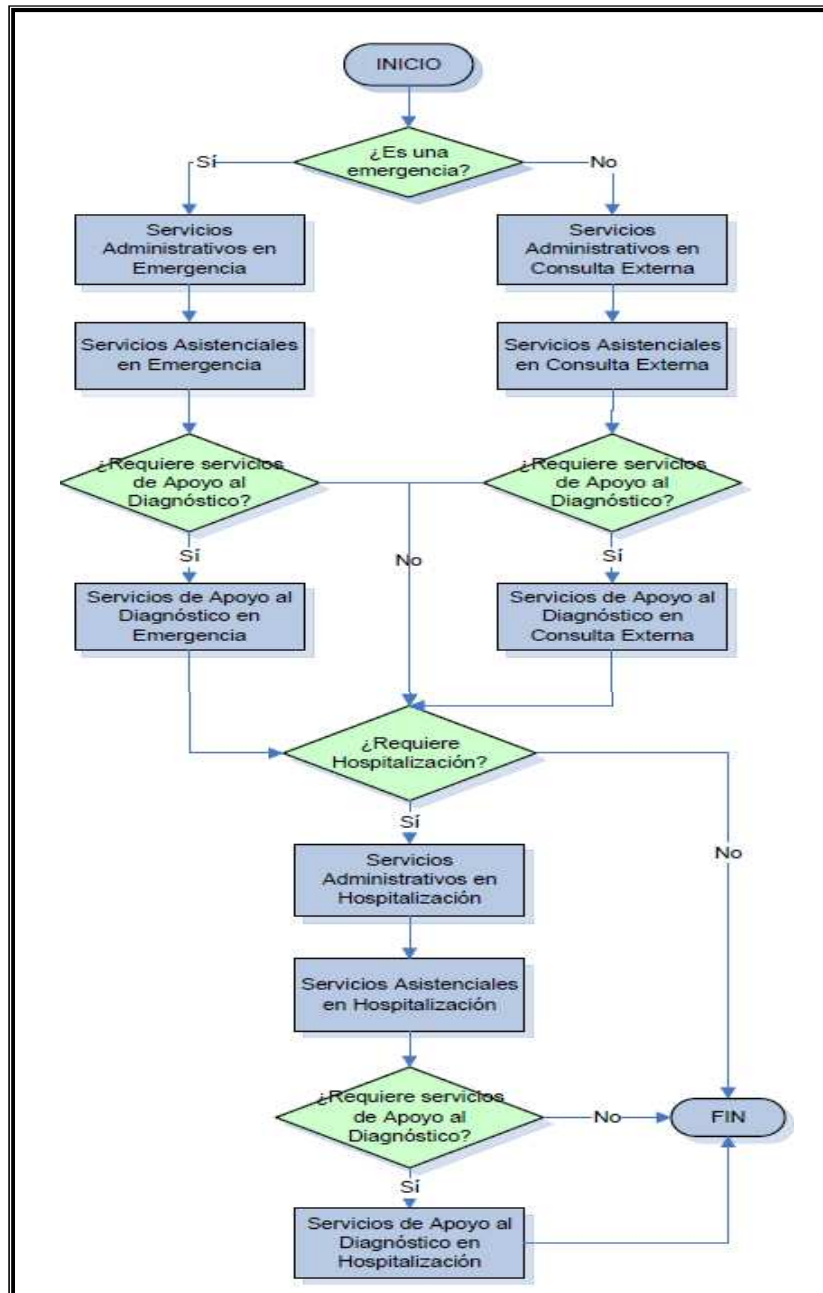 INICIO
¿Es una
emergencia?
Sí
No
Servicios
Administrativos en
Emergencia
Servicios
Administrativos en
Consulta Externa
Servicios Asistenciales
en Emergencia
Servicios Asistenciales
en Consulta Externa
¿Requiere servicios
de Apoyo al
Diagnóstico?
¿Requiere servicios
de Apoyo al
Diagnóstico?
Sí
No
Sí
Servicios de Apoyo al
Diagnóstico en
Emergencia
Servicios de Apoyo al
Diagnóstico en
Consulta Externa
¿Requiere
Hospitalización?
Sí
No
Servicios
Administrativos en
Hospitalización
Servicios Asistenciales
en Hospitalización
¿Requiere servicios
de Apoyo al
Diagnóstico?
No
FIN
Sí
Servicios de Apoyo al
Diagnóstico en
Hospitalización